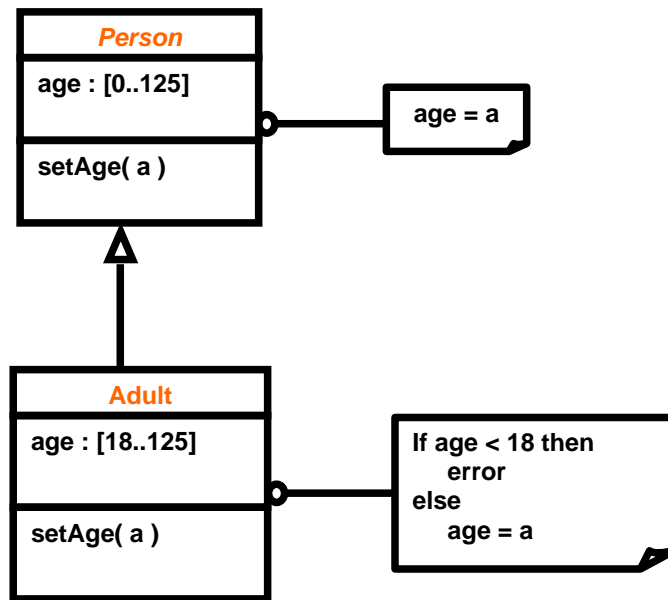 Person
age : [0..125]
age = a
setAge( a )
Adult
age : [18..125]
setAge( a )
If age < 18 then
error
else
age = a